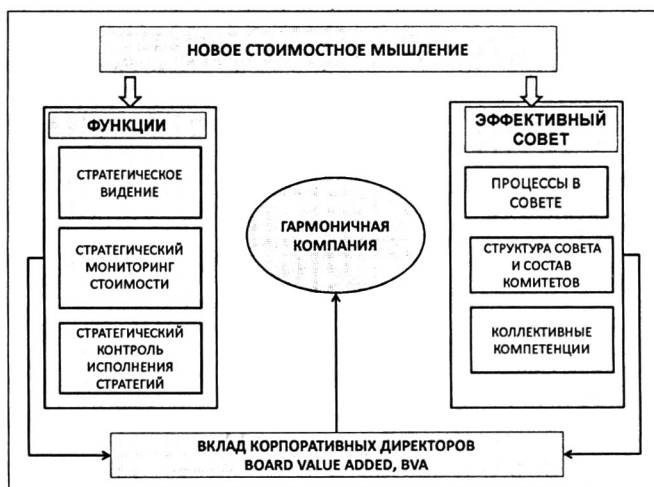 НОВОЕ СТОИМОСТНОЕ МЫШЛЕНИЕ
ФУНКЦИИ
СТРАТЕГИЧЕСКОЕ
ВИДЕНИЕ
СТРАТЕГИЧЕСКИЙ
МОНИТОРИНГ
СТОИМОСТИ
СТРАТЕГИЧЕСКИЙ
КОНТРОЛЬ
ИСПОЛНЕНИЯ
СТРАТЕГИЙ
ГАРМОНИЧНАЯ
КОМПАНИЯ
ЭФФЕКТИВНЫЙ
СОВЕТ
ПРОЦЕССЫ В
СОВЕТЕ
СТРУКТУРА СОВЕТА
И СОСТАВ
КОМИТЕТОВ
КОЛЛЕКТИВНЫЕ
КОМПЕТЕНЦИИ
ВКЛАД КОРПОРАТИВНЫХ ДИРЕКТОРОВ
BOARD VALUE ADDED, BVA